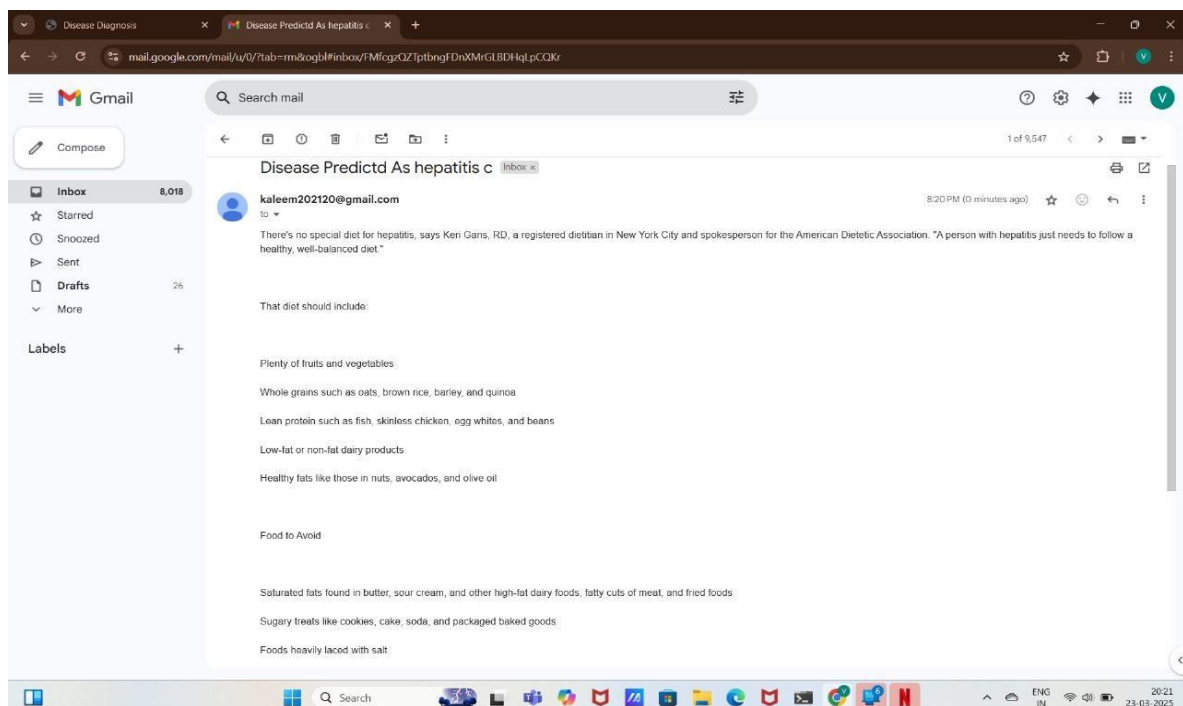 Disease Diagnosis
Disease Predictd As hepatitis c
mail.google.com/mail/u/0/?tab=rm&ogbl#inbox/FMfcgzQZTptbngFDnXMrGLBDHqLpCQKr
Gmail
Search mail
V
Compose
1 of 9,547
Inbox 8,018
Starred
Snoozed
Sent
Drafts 26
More
Labels
Disease Predictd As hepatitis c Inbox ×
kaleem202120@gmail.com 8:20 PM (0 minutes ago)
to
There's no special diet for hepatitis, says Keri Gans, RD, a registered dietitian in New York City and spokesperson for the American Dietetic Association. "A person with hepatitis just needs to follow a
healthy, well-balanced diet."
That diet should include:
Plenty of fruits and vegetables
Whole grains such as oats, brown rice, barley, and quinoa
Lean protein such as fish, skinless chicken, egg whites, and beans
Low-fat or non-fat dairy products
Healthy fats like those in nuts, avocados, and olive oil
Food to Avoid
Saturated fats found in butter, sour cream, and other high-fat dairy foods, fatty cuts of meat, and fried foods
Sugary treats like cookies, cake, soda, and packaged baked goods
Foods heavily laced with salt
Search
ENG
IN
20:21
23-03-2025